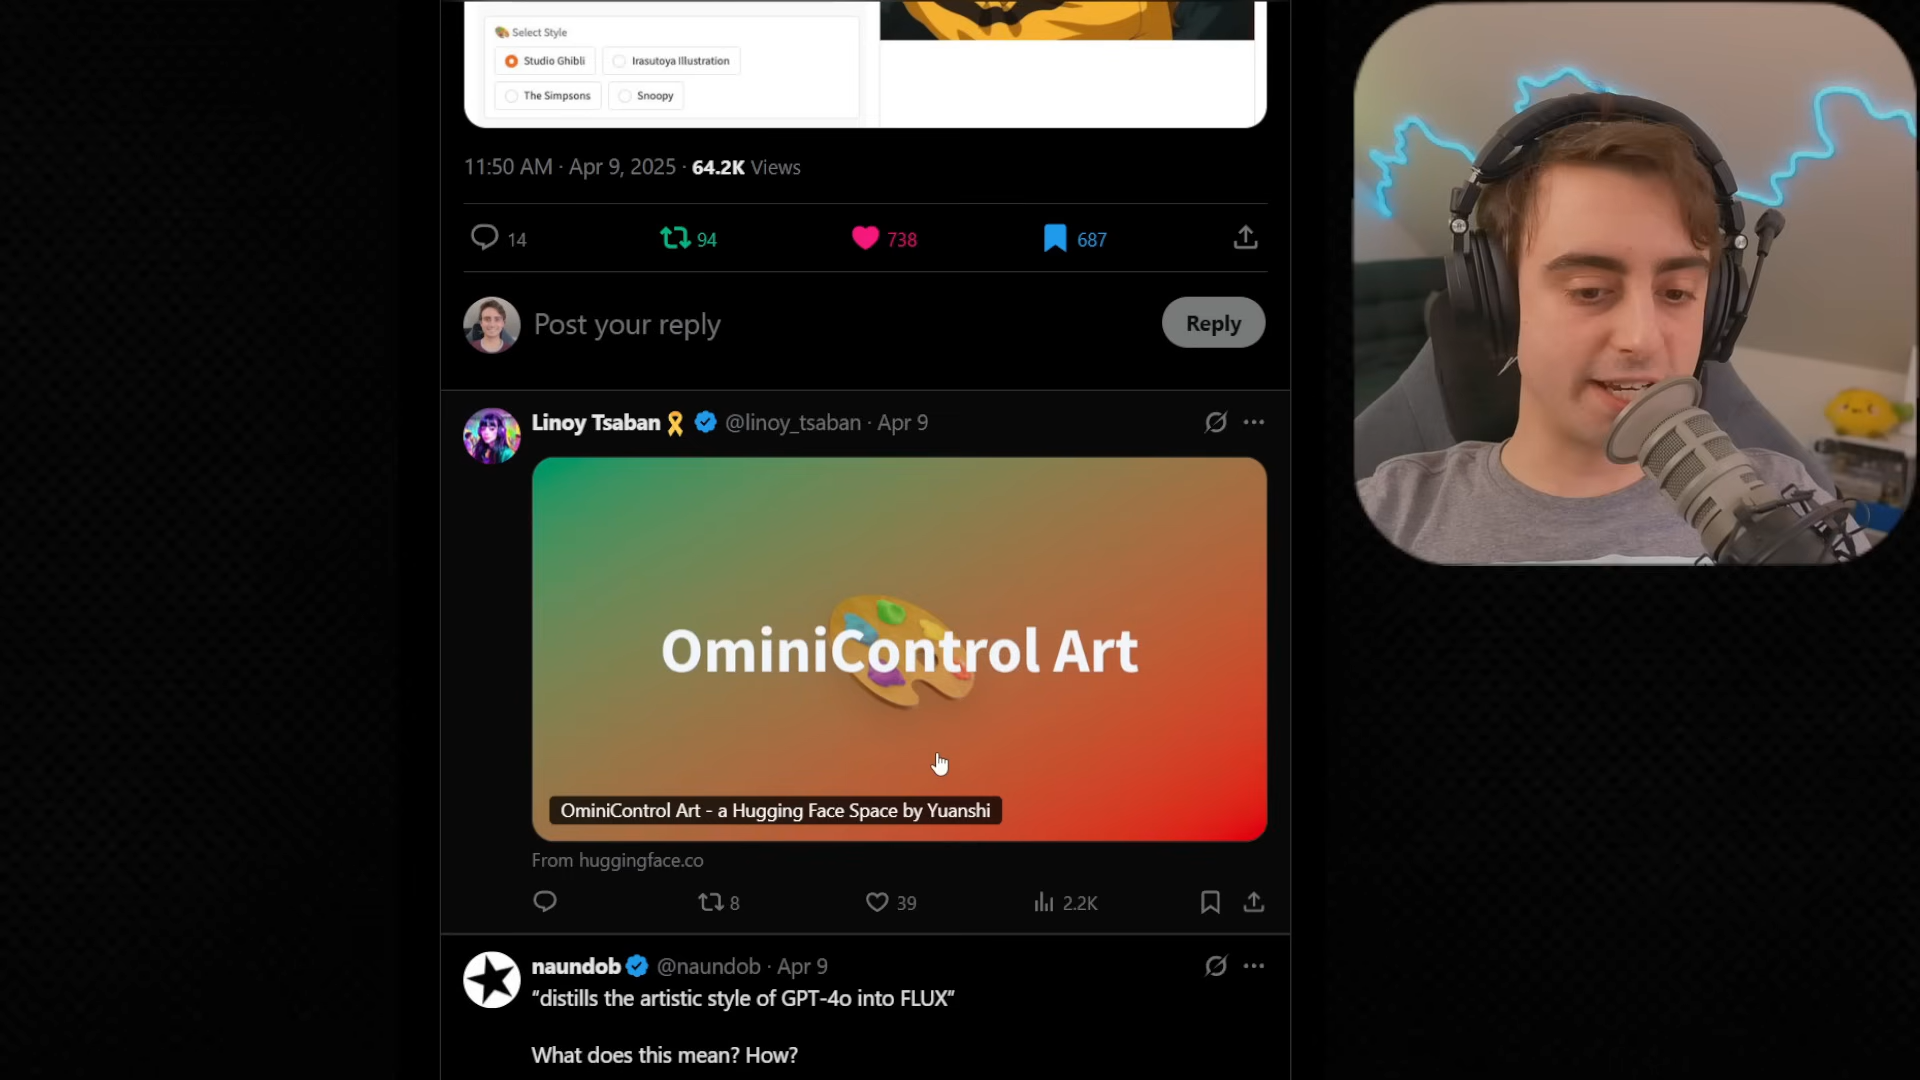 Select Style
Studio Ghibli
Irasutoya Illustration
The Simpsons
Snoopy
11:50 AM · Apr 9, 2025 · 64.2K Views
14
94
738
687
Post your reply
Reply
Linoy Tsaban @linoy_tsaban · Apr 9
OminiControl Art
OminiControl Art - a Hugging Face Space by Yuanshi
From huggingface.co
8
39
2.2K
naundob @naundob · Apr 9
“distills the artistic style of GPT-4o into FLUX”
What does this mean? How?